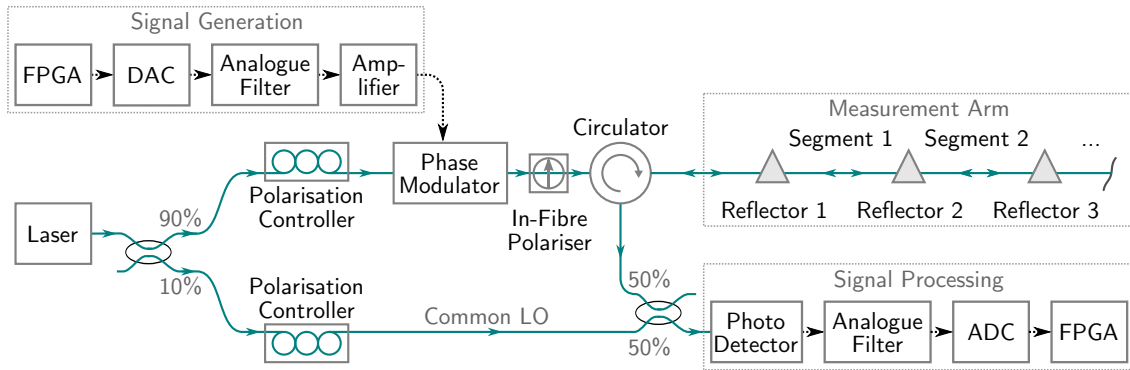 Signal Generation
FPGA
DAC
Analogue
Filter
Amp-
lifier
Polarisation
Controller
Phase
Modulator
In-Fibre
Polariser
Circulator
Measurement Arm
Segment 1
Segment 2
...
Reflector 1
Reflector 2
Reflector 3
Laser
90%
10%
Polarisation
Controller
Common LO
50%
50%
Signal Processing
Photo
Detector
Analogue
Filter
ADC
FPGA